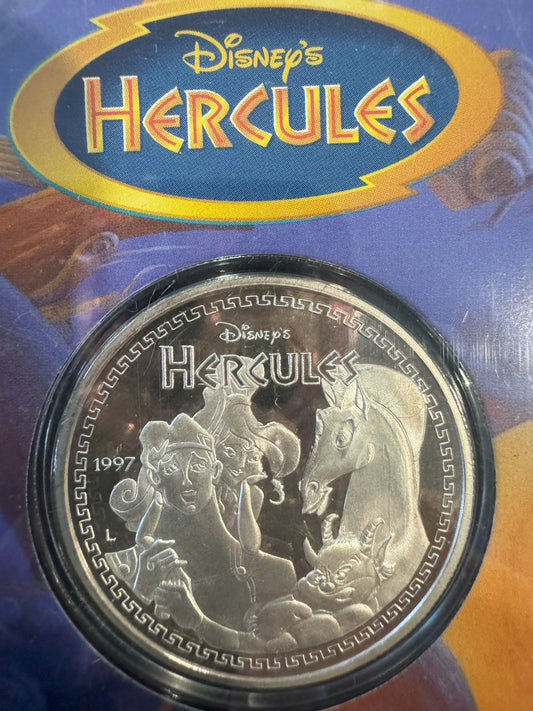 DISNEY'S
HERCULES
DISNEY'S
HERCULES
1997
L